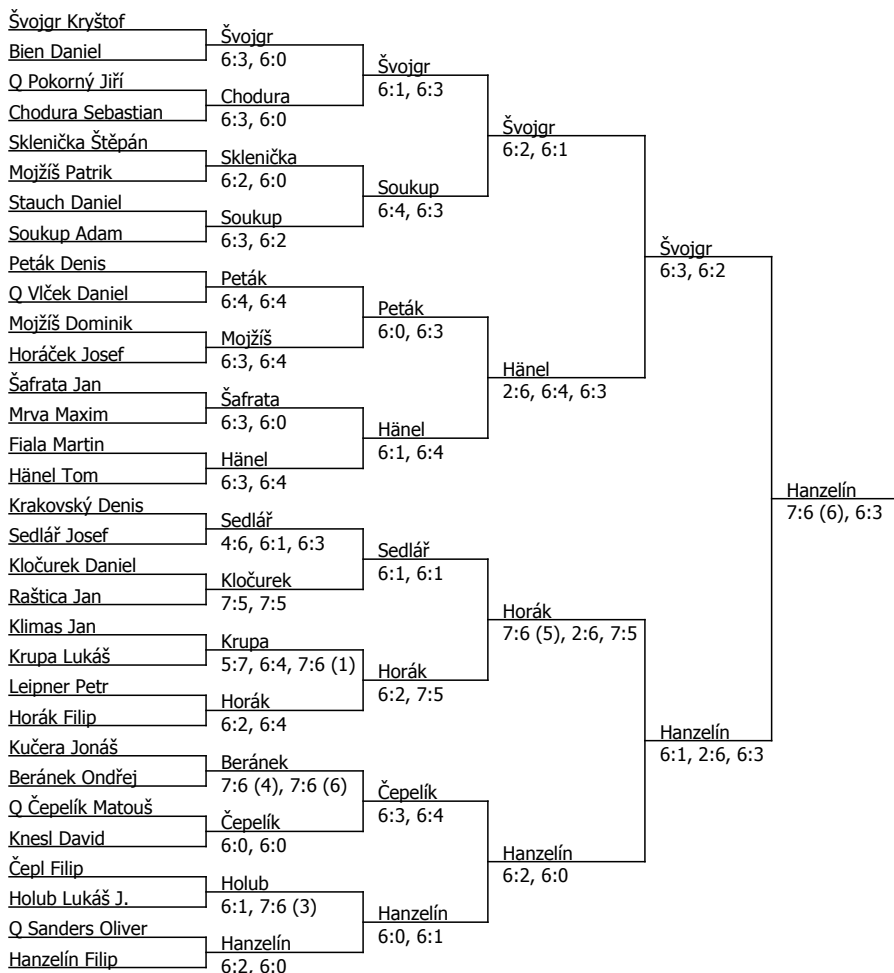 Švojgr Kryštof
Bien Daniel
Q Pokorný Jiří
Chodura Sebastian
Sklenička Štěpán
Mojžíš Patrik
Stauch Daniel
Soukup Adam
Peták Denis
Q Vlček Daniel
Mojžíš Dominik
Horáček Josef
Šafrata Jan
Mrva Maxim
Fiala Martin
Hänel Tom
Krakovský Denis
Sedlář Josef
Kločurek Daniel
Raštica Jan
Klimas Jan
Krupa Lukáš
Leipner Petr
Horák Filip
Kučera Jonáš
Beránek Ondřej
Q Čepelík Matouš
Knesl David
Čepl Filip
Holub Lukáš J.
Q Sanders Oliver
Hanzelín Filip
Švojgr
6:3, 6:0
Chodura
6:3, 6:0
Sklenička
6:2, 6:0
Soukup
6:3, 6:2
Peták
6:4, 6:4
Mojžíš
6:3, 6:4
Šafrata
6:3, 6:0
Hänel
6:3, 6:4
Sedlář
4:6, 6:1, 6:3
Kločurek
7:5, 7:5
Krupa
5:7, 6:4, 7:6 (1)
Horák
6:2, 6:4
Beránek
7:6 (4), 7:6 (6)
Čepelík
6:0, 6:0
Holub
6:1, 7:6 (3)
Hanzelín
6:2, 6:0
Švojgr
6:1, 6:3
Soukup
6:4, 6:3
Peták
6:0, 6:3
Hänel
6:1, 6:4
Sedlář
6:1, 6:1
Horák
6:2, 7:5
Čepelík
6:3, 6:4
Hanzelín
6:0, 6:1
Švojgr
6:2, 6:1
Hänel
2:6, 6:4, 6:3
Horák
7:6 (5), 2:6, 7:5
Hanzelín
6:2, 6:0
Švojgr
6:3, 6:2
Hanzelín
6:1, 2:6, 6:3
Hanzelín
7:6 (6), 6:3